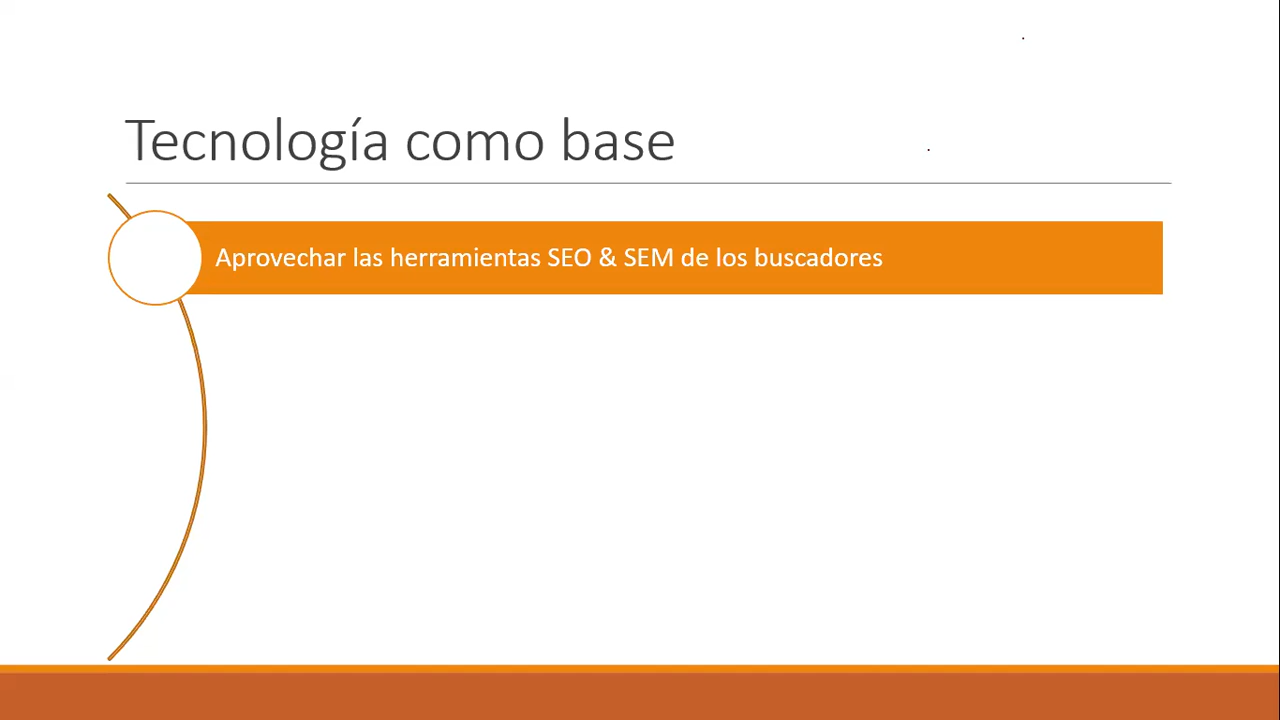 Tecnología como base
Aprovechar las herramientas SEO & SEM de los buscadores